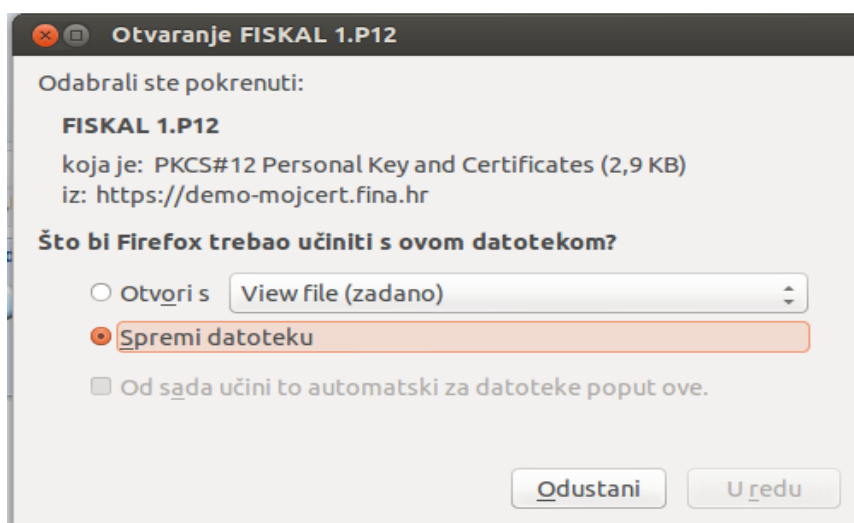 Otvaranje FISKAL 1.P12
Odabrali ste pokrenuti:
FISKAL 1.P12
koja je: PKCS#12 Personal Key and Certificates (2,9 KB)
iz: https://demo-mojcert.fina.hr
Što bi Firefox trebao učiniti s ovom datotekom?
Otvori s View file (zadano)
Spremi datoteku
Od sada učini to automatski za datoteke poput ove.
Odustani U redu